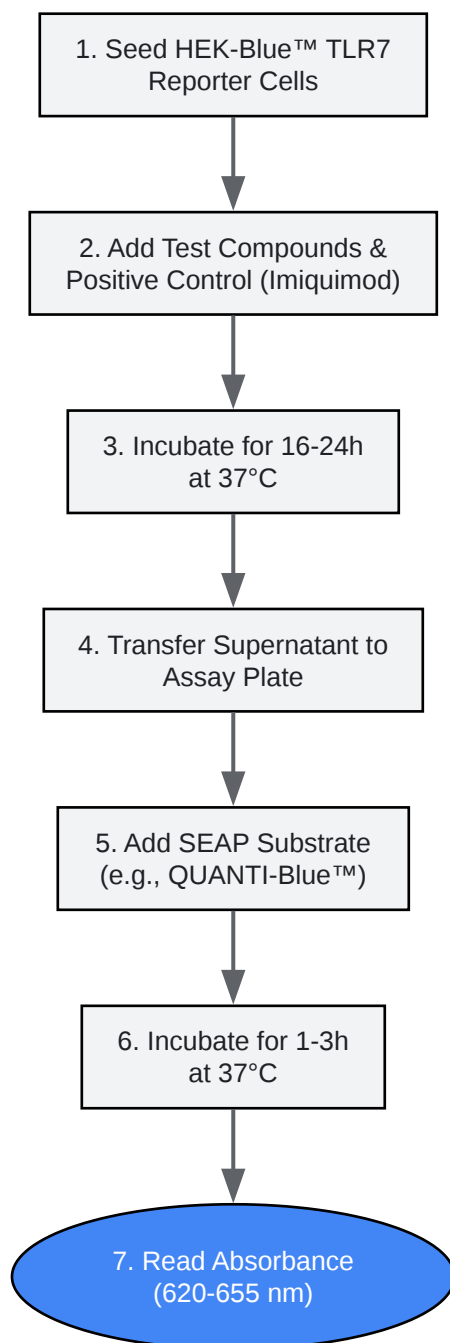 1. Seed HEK-Blue™ TLR7
Reporter Cells
2. Add Test Compounds &
Positive Control (Imiquimod)
3. Incubate for 16-24h
at 37°C
4. Transfer Supernatant to
Assay Plate
5. Add SEAP Substrate
(e.g., QUANTI-Blue™)
6. Incubate for 1-3h
at 37°C
7. Read Absorbance
(620-655 nm)